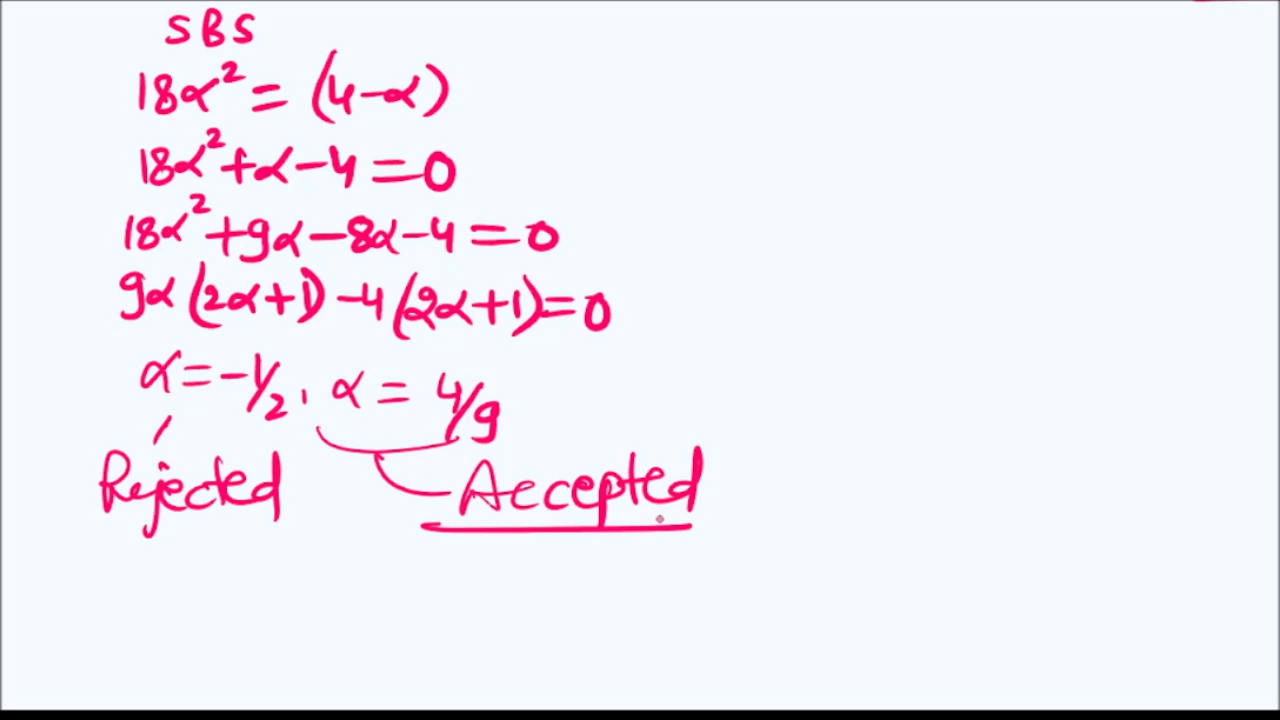 SBS
18α² = (4-α)
18α²+α-4=0
18α²+9α-8α-4=0
9α(2α+1)-4(2α+1)=0
α=-1/2, α = 4/9
Rejected Accepted